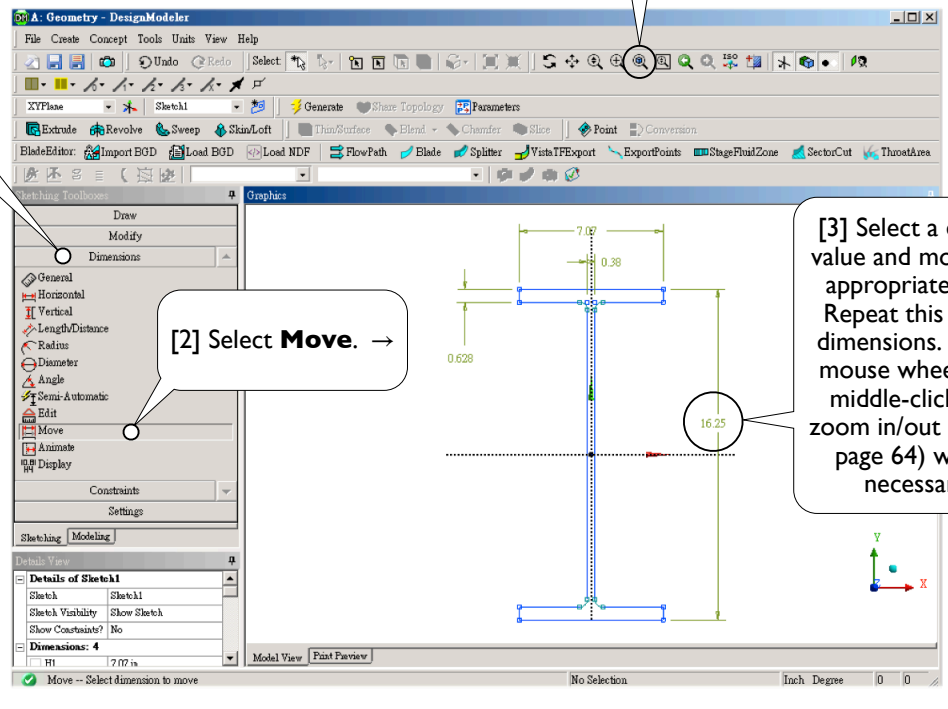 A: Geometry - DesignModeler
File Create Concept Tools Units View Help
Undo Redo Select: ISO
XYPlane Sketch1 Generate Share Topology Parameters
Extrude Revolve Sweep Skin/Loft Thin/Surface Blend Chamfer Slice Point Conversion
BladeEditor: Import BGD Load BGD Load NDF FlowPath Blade Splitter VistaTFExport ExportPoints StageFluidZone SectorCut ThroatArea
Sketching Toolboxes
Draw
Modify
Dimensions
General
Horizontal
Vertical
Length/Distance
Radius
Diameter
Angle
Semi-Automatic
Edit
Move
Animate
Display
Constraints
Settings
Sketching Modeling
Details View
Details of Sketch1
Sketch Sketch1
Sketch Visibility Show Sketch
Show Constraints? No
Dimensions: 4
H1 7.07 in
Graphics
7.07
0.38
0.628
16.25
Y
Z
X
[2] Select Move. →
[3] Select a
value and
appropriate
Repeat this
dimensions.
mouse
middle-click
zoom in/out
page 64)
Model View Print Preview
Move -- Select dimension to move No Selection Inch Degree 0 0